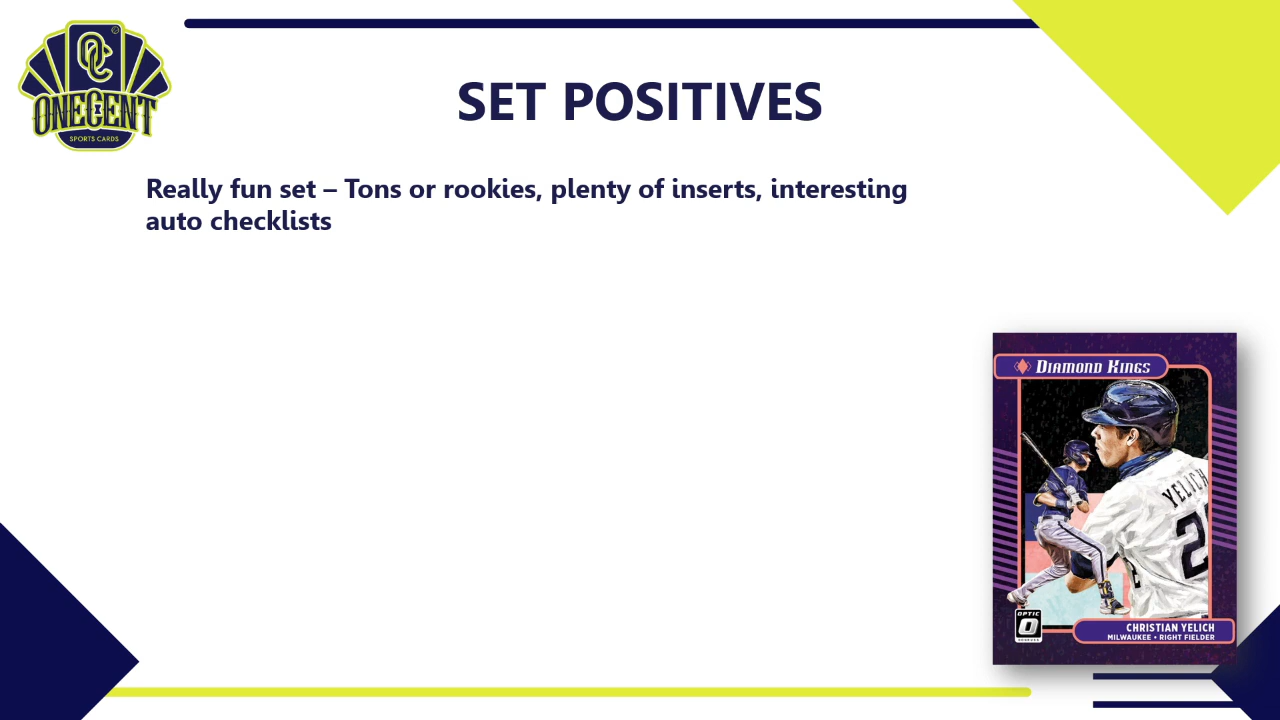 OC
ONECENT
SPORTS CARDS
SET POSITIVES
Really fun set – Tons or rookies, plenty of inserts, interesting
auto checklists
DIAMOND KINGS
YELICH
2
OPTIC
O
DONRUSS
CHRISTIAN YELICH
MILWAUKEE • RIGHT FIELDER